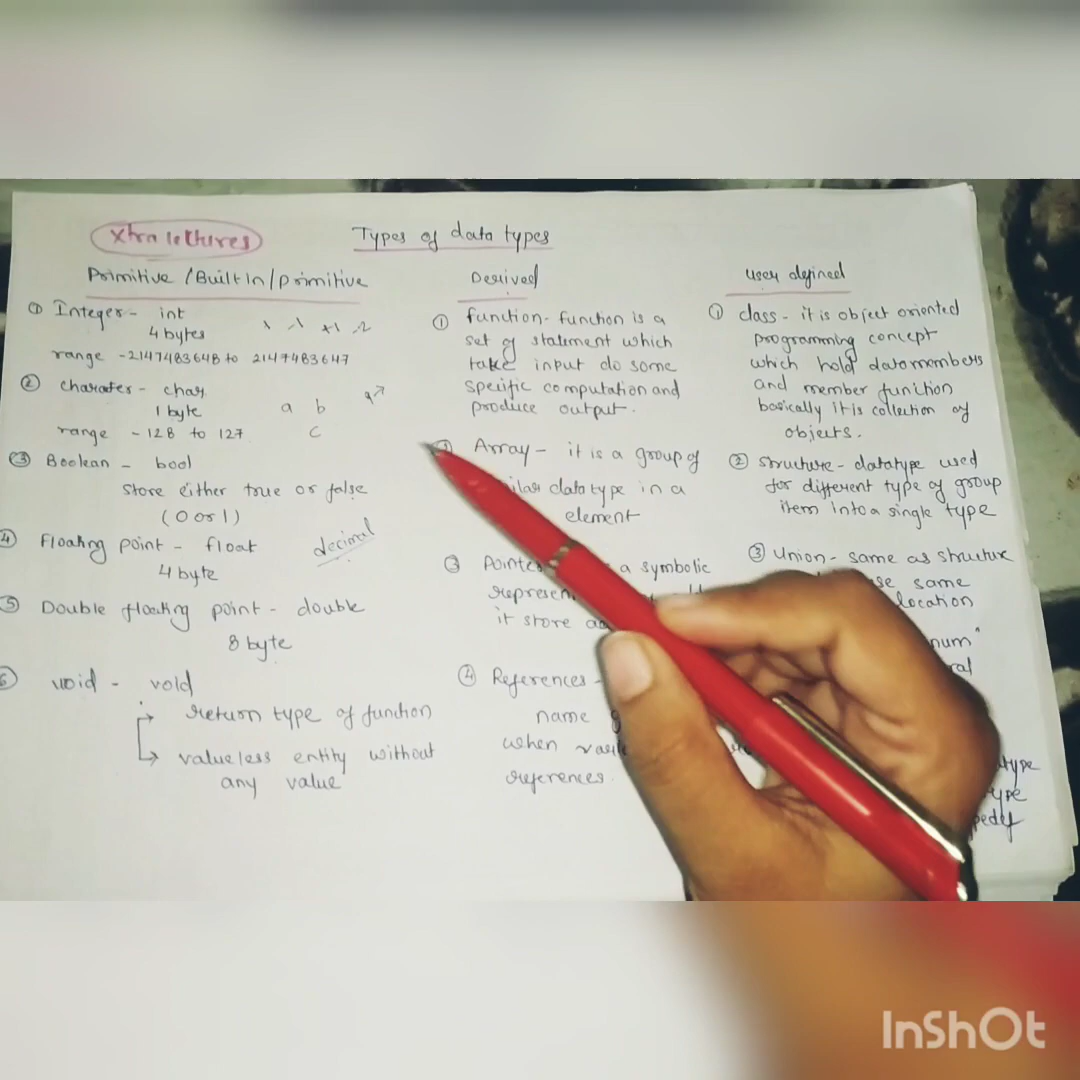 Xtra lectures
Types of data types
Primitive / Built In / primitive
① Integer - int
4 bytes
1 -1 +1 -2
range -2147483648 to 2147483647
② charater - char
1 byte
a b
c
range -128 to 127
③ Boolean - bool
store either true or false
(0 or 1)
④ Floating point - float
decimal
4 byte
⑤ Double floating point - double
8 byte
⑥ void - void
return type of function
valueless entity without
any value
Derived
① function - function is a
set of statement which
take input do some
specific computation and
produce output.
Array - it is a group of
data type in a
element
③ a symbolic
it store
④ References -
name
when
references.
user defined
① class - it is object oriented
programming concept
which hold datamembers
and member function
basically it is collection of
objects.
② structure - datatype used
for different type of group
item into a single type
③ Union - same as structure
same
location
InShOt